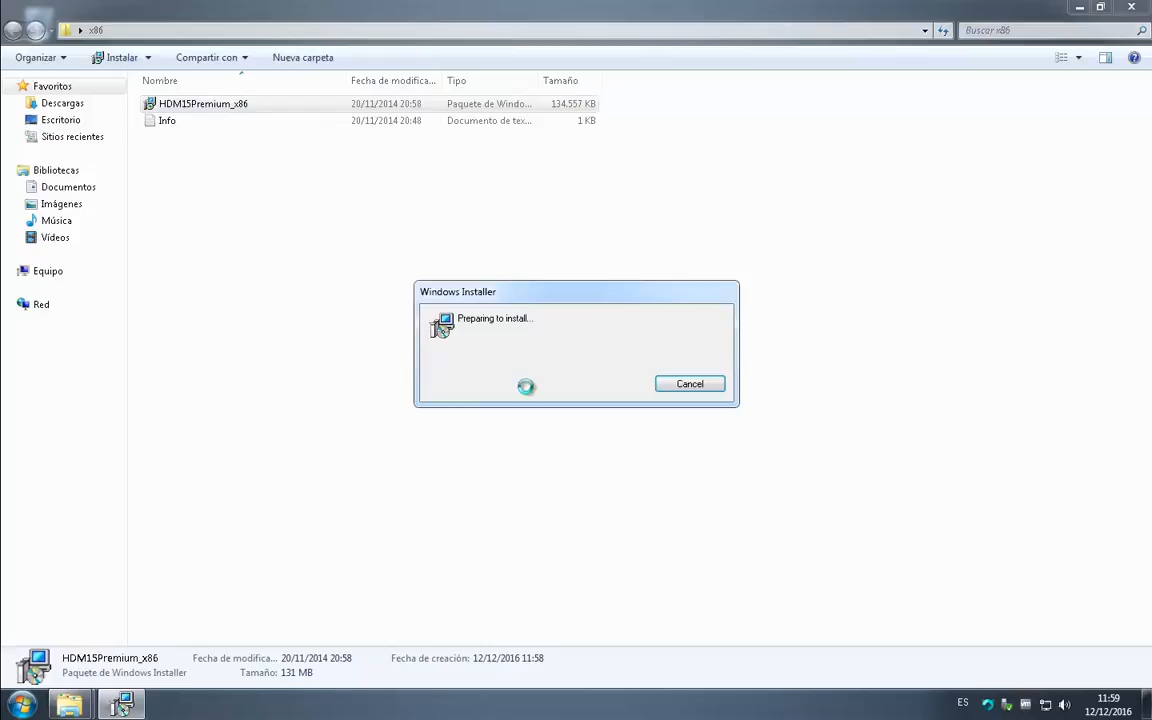 x86
Buscar x86
Organizar
Instalar
Compartir con
Nueva carpeta
Nombre
Fecha de modifica...
Tipo
Tamaño
Favoritos
Descargas
Escritorio
Sitios recientes
Bibliotecas
Documentos
Imágenes
Música
Vídeos
Equipo
Red
HDM15Premium_x86
20/11/2014 20:58
Paquete de Windo...
134.557 KB
Info
20/11/2014 20:48
Documento de tex...
1 KB
Windows Installer
Preparing to install...
Cancel
HDM15Premium_x86
Fecha de modifica... 20/11/2014 20:58
Fecha de creación: 12/12/2016 11:58
Paquete de Windows Installer
Tamaño: 131 MB
ES
11:59
12/12/2016